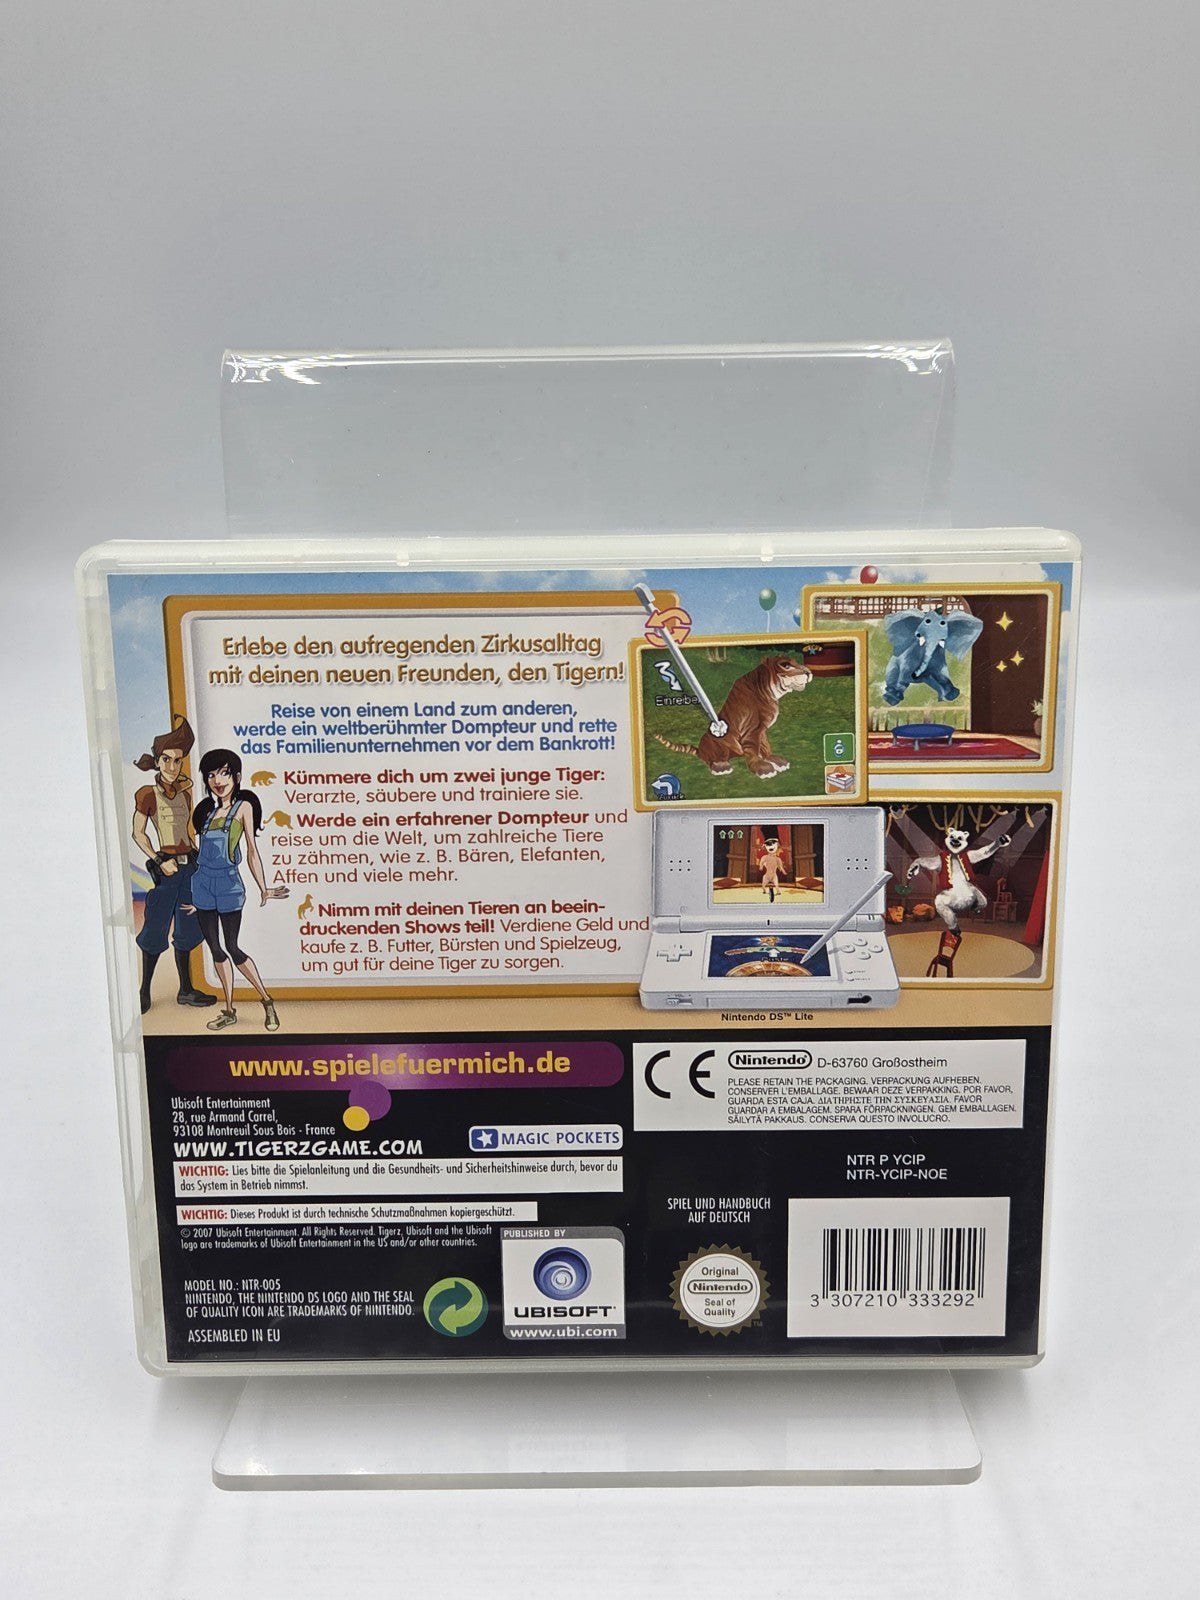 Erlebe den aufregenden Zirkusalltag
mit deinen neuen Freunden, den Tigern!
Reise von einem Land zum anderen,
werde ein weltberühmter Dompteur und rette
das Familienunternehmen vor dem Bankrott!
Kümmere dich um zwei junge Tiger:
Verarzte, säubere und trainiere sie.
Werde ein erfahrener Dompteur und
reise um die Welt, um zahlreiche Tiere
zu zähmen, wie z. B. Bären, Elefanten,
Affen und viele mehr.
Nimm mit deinen Tieren an beein-
druckenden Shows teil! Verdiene Geld und
kaufe z. B. Futter, Bürsten und Spielzeug,
um gut für deine Tiger zu sorgen.
Zurück
Nintendo DS™ Lite
www.spielefuermich.de
Ubisoft Entertainment
28, rue Armand Carrel,
93108 Montreuil Sous Bois - France
WWW.TIGERZGAME.COM
MAGIC POCKETS
WICHTIG: Lies bitte die Spielanleitung und die Gesundheits- und Sicherheitshinweise durch, bevor du
das System in Betrieb nimmst.
WICHTIG: Dieses Produkt ist durch technische Schutzmaßnahmen kopiergeschützt.
© 2007 Ubisoft Entertainment. All Rights Reserved. Tigerz, Ubisoft and the Ubisoft
logo are trademarks of Ubisoft Entertainment in the US and/or other countries.
MODEL NO.: NTR-005
NINTENDO, THE NINTENDO DS LOGO AND THE SEAL
OF QUALITY ICON ARE TRADEMARKS OF NINTENDO.
ASSEMBLED IN EU
PUBLISHED BY
UBISOFT
www.ubi.com
CE Nintendo D-63760 Großostheim
PLEASE RETAIN THE PACKAGING. VERPACKUNG AUFHEBEN.
CONSERVER L'EMBALLAGE. BEWAAR DEZE VERPAKKING. POR FAVOR,
GUARDA ESTA CAJA. ΔΙΑΤΗΡΗΣΤΕ ΤΗΝ ΣΥΣΚΕΥΑΣΙΑ. FAVOR
GUARDAR A EMBALAGEM. SPARA FÖRPACKNINGEN. GEM EMBALLAGEN.
SÄILYTÄ PAKKAUS. CONSERVA QUESTO INVOLUCRO.
NTR P YCIP
NTR-YCIP-NOE
SPIEL UND HANDBUCH
AUF DEUTSCH
Original
Nintendo
Seal of
Quality
TM
3 307210 333292